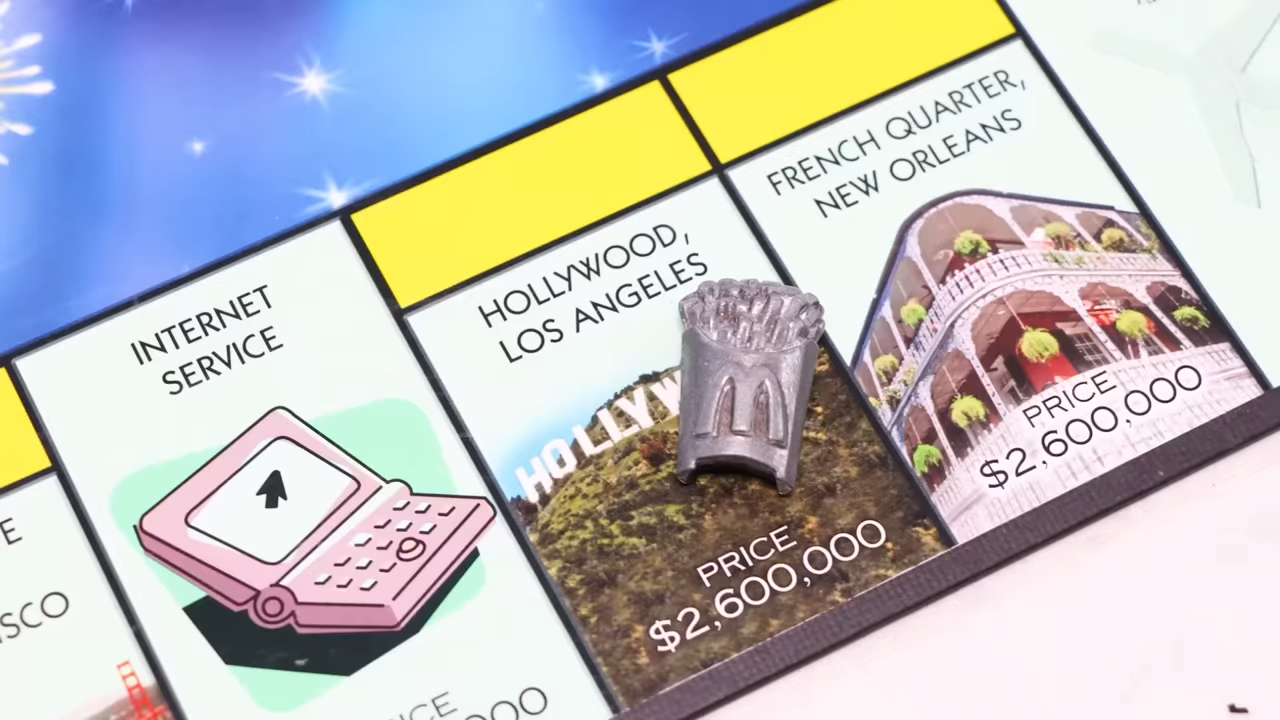 INTERNET
SERVICE
HOLLYWOOD,
LOS ANGELES
HOLLYW
PRICE
$2,600,000
FRENCH QUARTER,
NEW ORLEANS
PRICE
$2,600,000
M